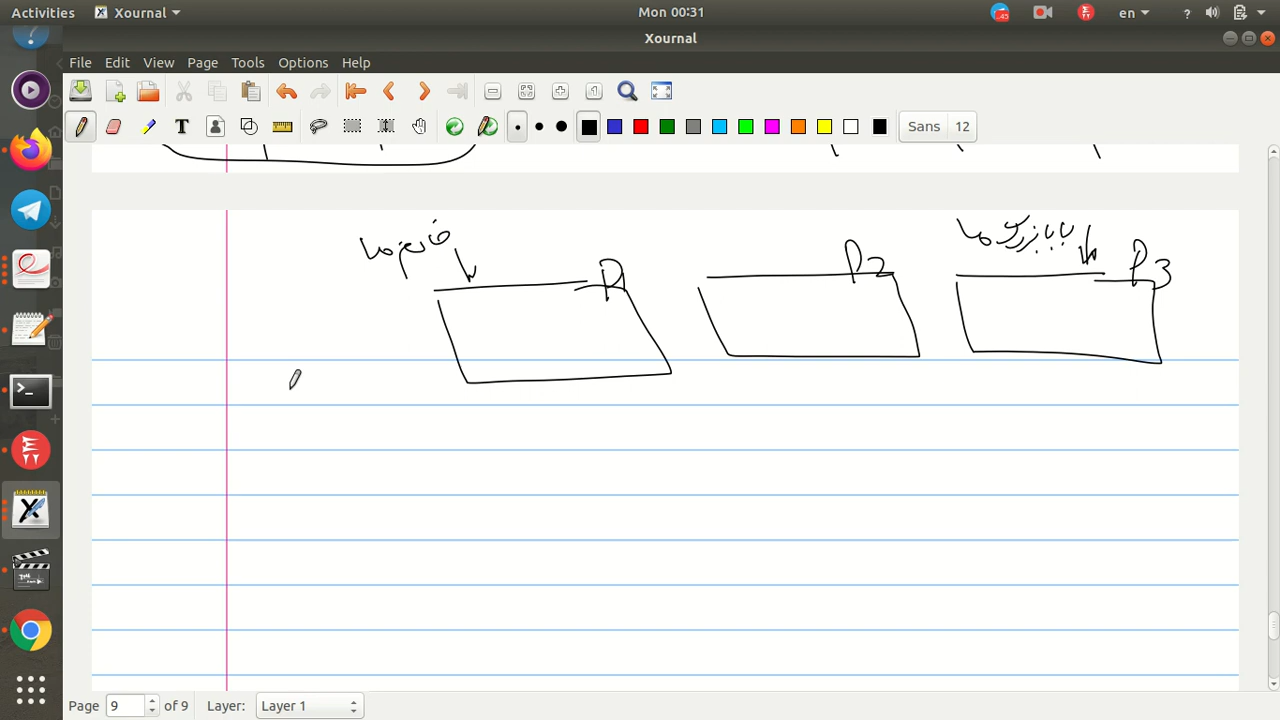 Activities Xournal Mon 00:31 en ?
Xournal
File Edit View Page Tools Options Help
T Sans 12
P1 P2 P3
Page 9 of 9 Layer: Layer 1